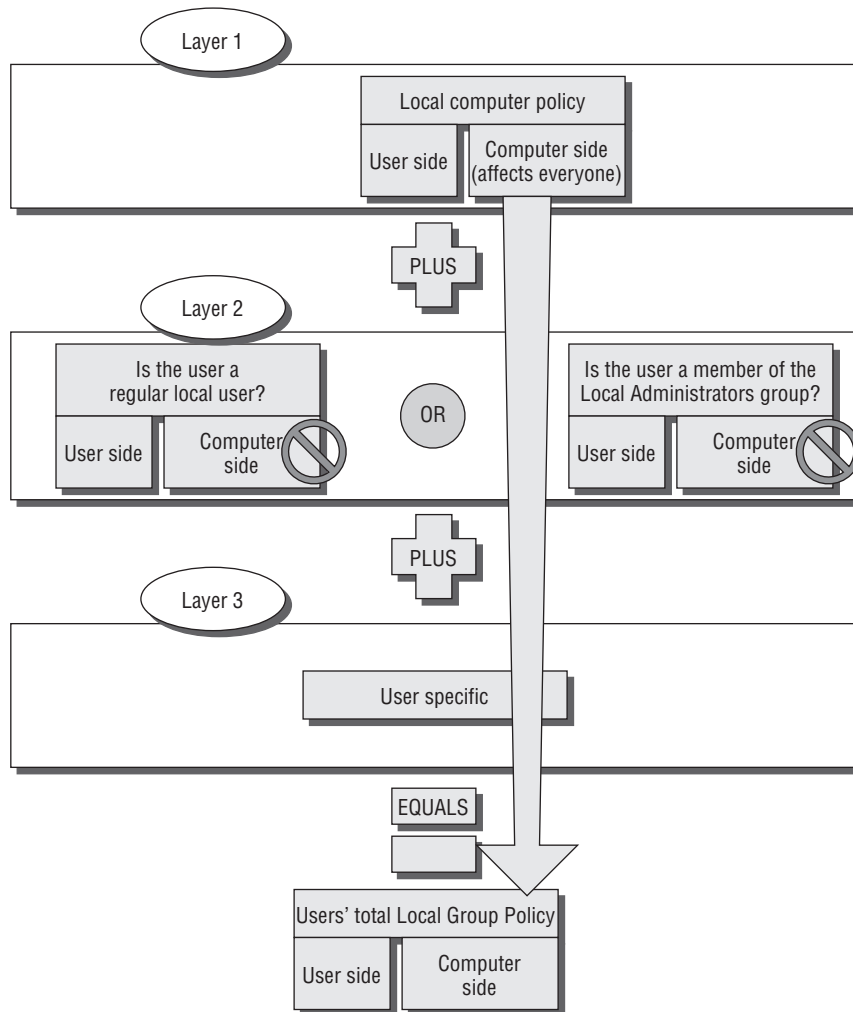 Layer 1
Local computer policy
User side
Computer side
(affects everyone)
PLUS
Layer 2
Is the user a
regular local user?
User side
Computer
side
OR
Is the user a member of the
Local Administrators group?
User side
Computer
side
PLUS
Layer 3
User specific
EQUALS
Users' total Local Group Policy
User side
Computer
side